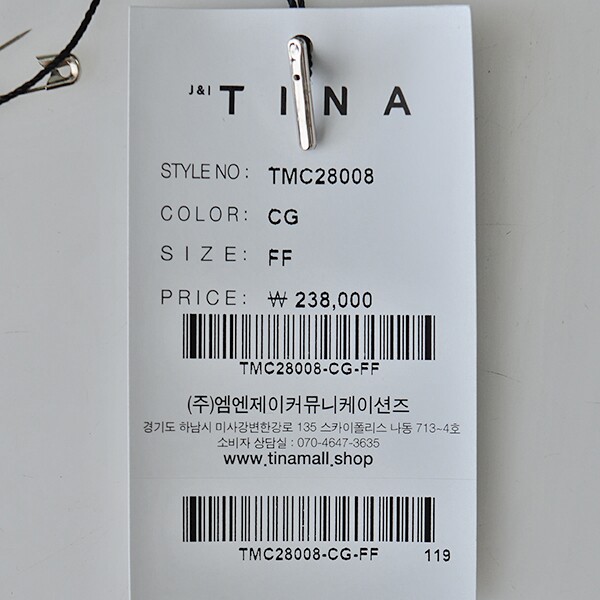 J&I TINA
STYLE NO : TMC28008
COLOR: CG
SIZE: FF
PRICE: ₩ 238,000
TMC28008-CG-FF
(주)엠엔제이커뮤니케이션즈
경기도 하남시 미사강변한강로 135 스카이폴리스 나동 713~4호
소비자 상담실 : 070-4647-3635
www.tinamall.shop
TMC28008-CG-FF 119